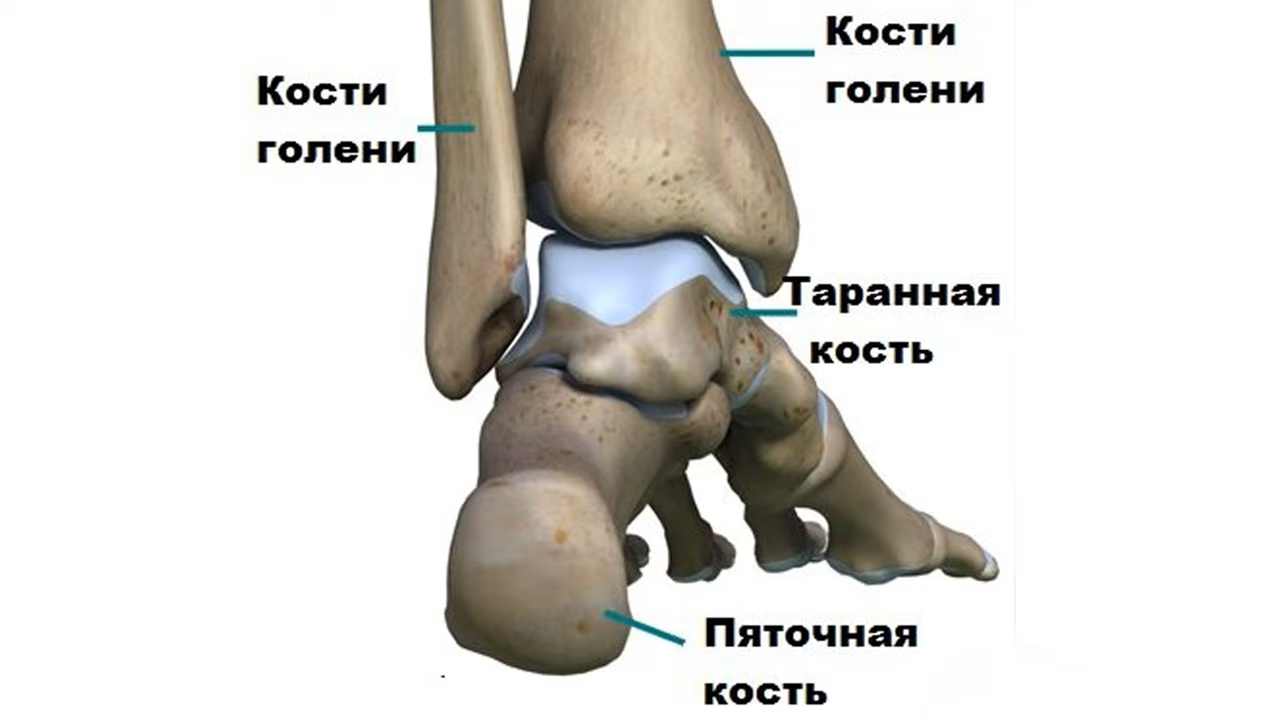 Кости
голени
Кости
голени
Таранная
кость
Пяточная
кость